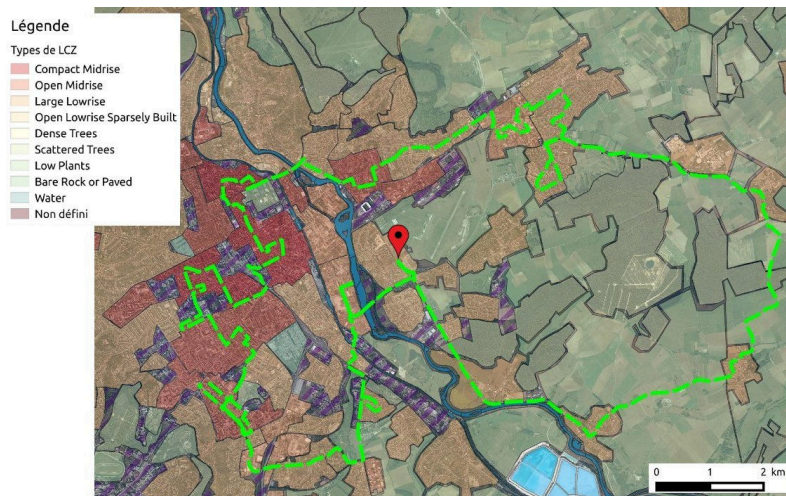 Légende
Types de LCZ
Compact Midrise
Open Midrise
Large Lowrise
Open Lowrise Sparsely Built
Dense Trees
Scattered Trees
Low Plants
Bare Rock or Paved
Water
Non défini
0 1 2 km